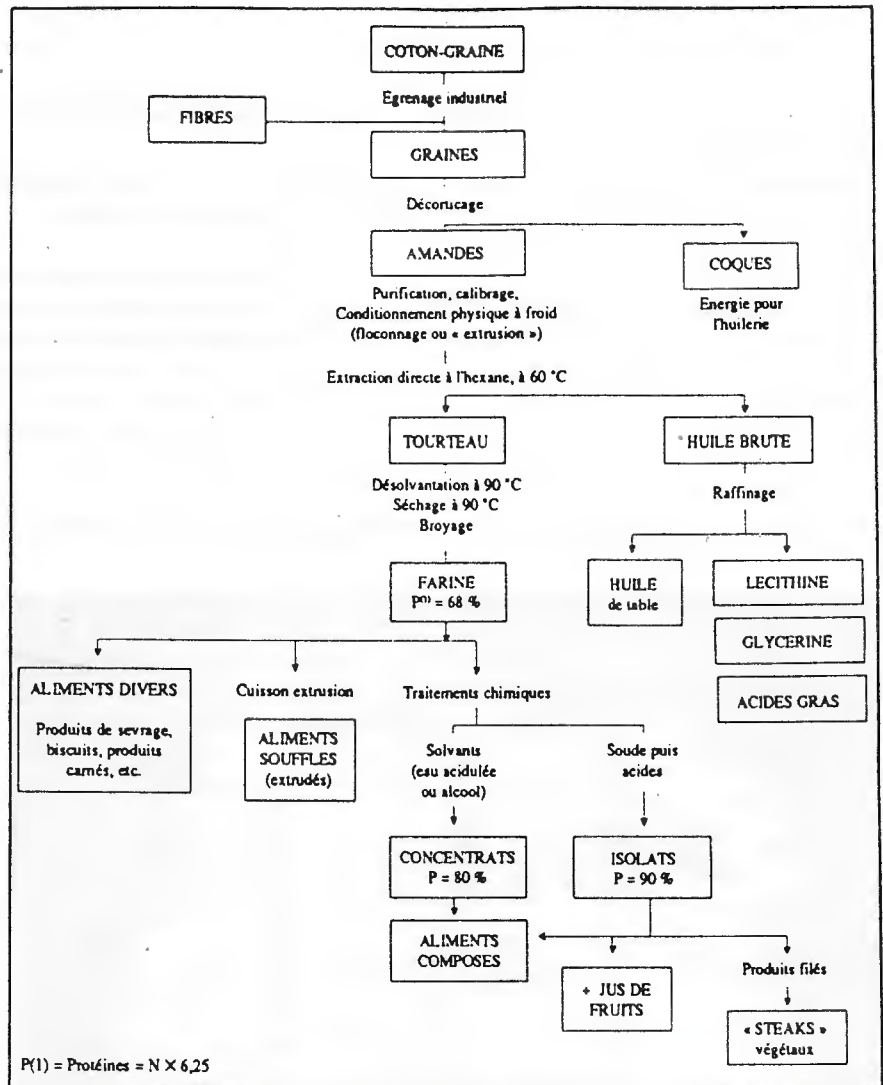 COTON-GRAINE
Egrenage industriel
FIBRES
GRAINES
Décorucage
AMANDES
COQUES
Purification, calibrage,
Conditionnement physique à froid
(floconnage ou « extrusion »)
Energie pour
l'huilerie
Extraction directe à l'hexane, à 60 °C
TOURTEAU
HUILE BRUTE
Désolvantation à 90 °C
Séchage à 90 °C
Broyage
Raffinage
FARINE
P(1) = 68 %
HUILE
de table
LECITHINE
GLYCERINE
ACIDES GRAS
ALIMENTS DIVERS
Produits de sevrage,
biscuits, produits
carnés, etc.
Cuisson extrusion
ALIMENTS
SOUFFLES
(extrudés)
Traitements chimiques
Solvants
(eau acidulée
ou alcool)
Soude puis
acides
CONCENTRATS
P = 80 %
ISOLATS
P = 90 %
ALIMENTS
COMPOSES
+ JUS DE
FRUITS
Produits filés
« STEAKS »
végétaux
P(1) = Protéines = N × 6,25